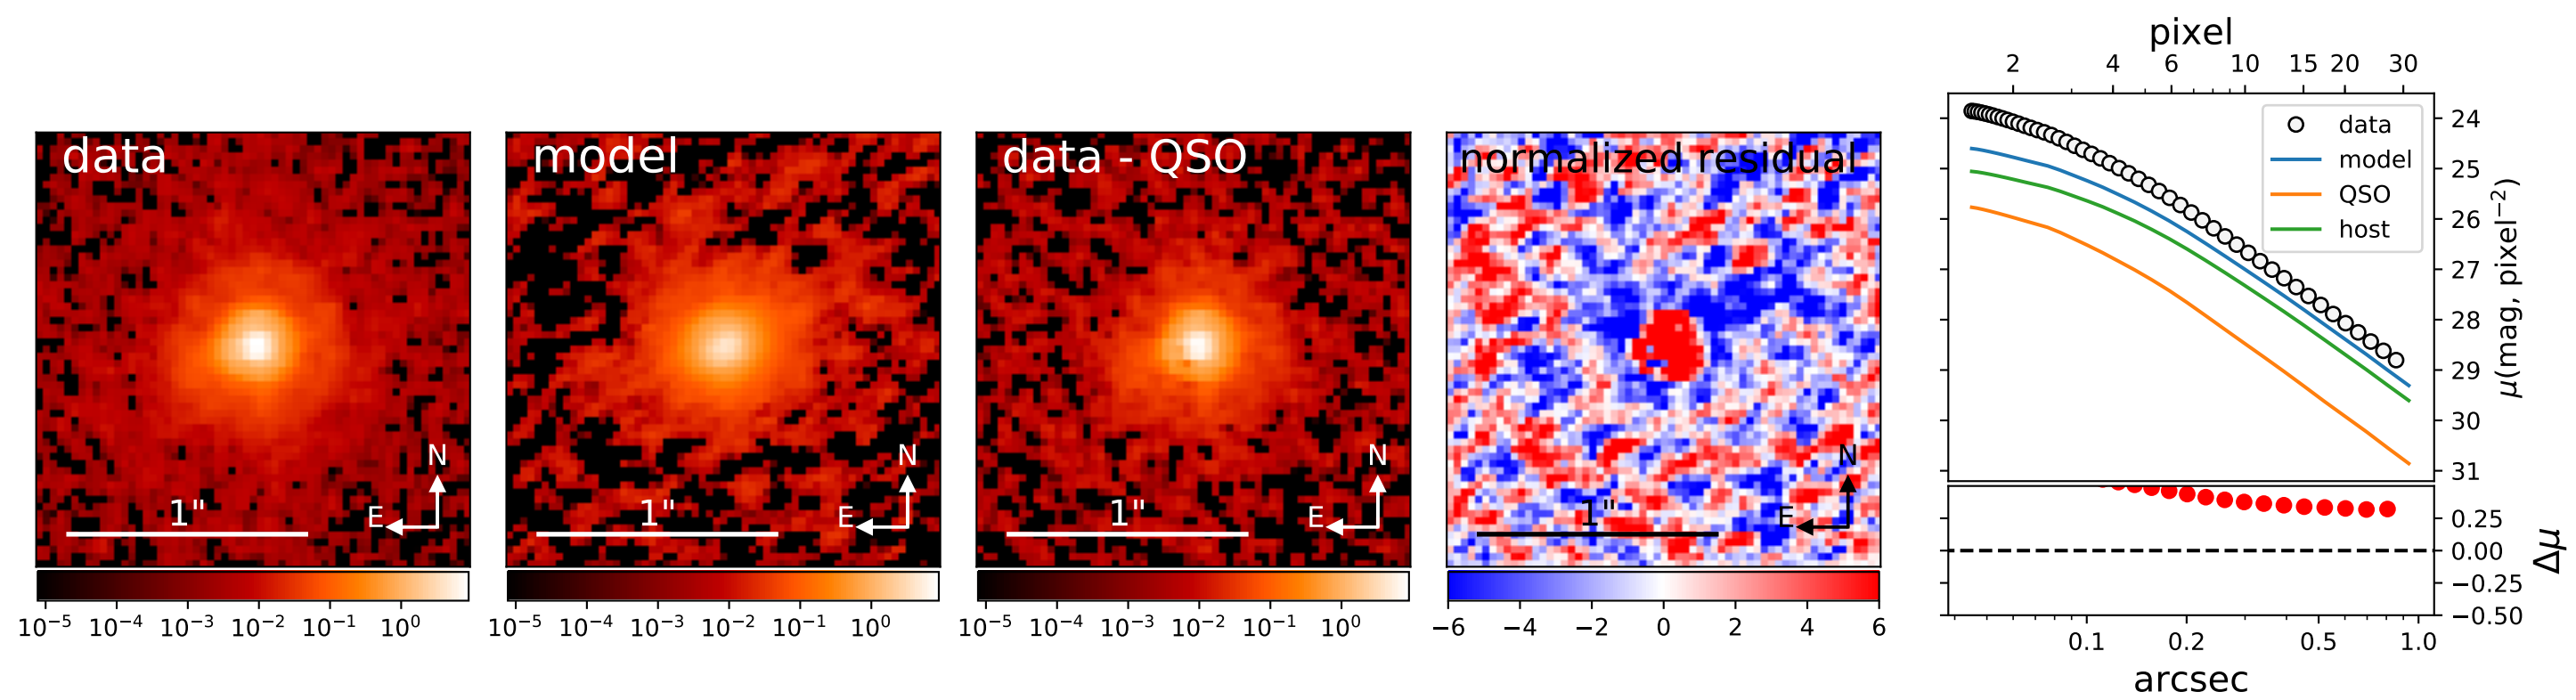 data
N
E
1"
10⁻⁵ 10⁻⁴ 10⁻³ 10⁻² 10⁻¹ 10⁰
model
N
E
1"
10⁻⁵ 10⁻⁴ 10⁻³ 10⁻² 10⁻¹ 10⁰
data - QSO
N
E
1"
10⁻⁵ 10⁻⁴ 10⁻³ 10⁻² 10⁻¹ 10⁰
normalized residual
N
E
1"
−6 −4 −2 0 2 4 6
pixel
2 4 6 10 15 20 30
data
model
QSO
host
24
25
26
27
28
29
30
31
μ(mag, pixel⁻²)
0.25
0.00
−0.25
−0.50
Δμ
0.1 0.2 0.5 1.0
arcsec